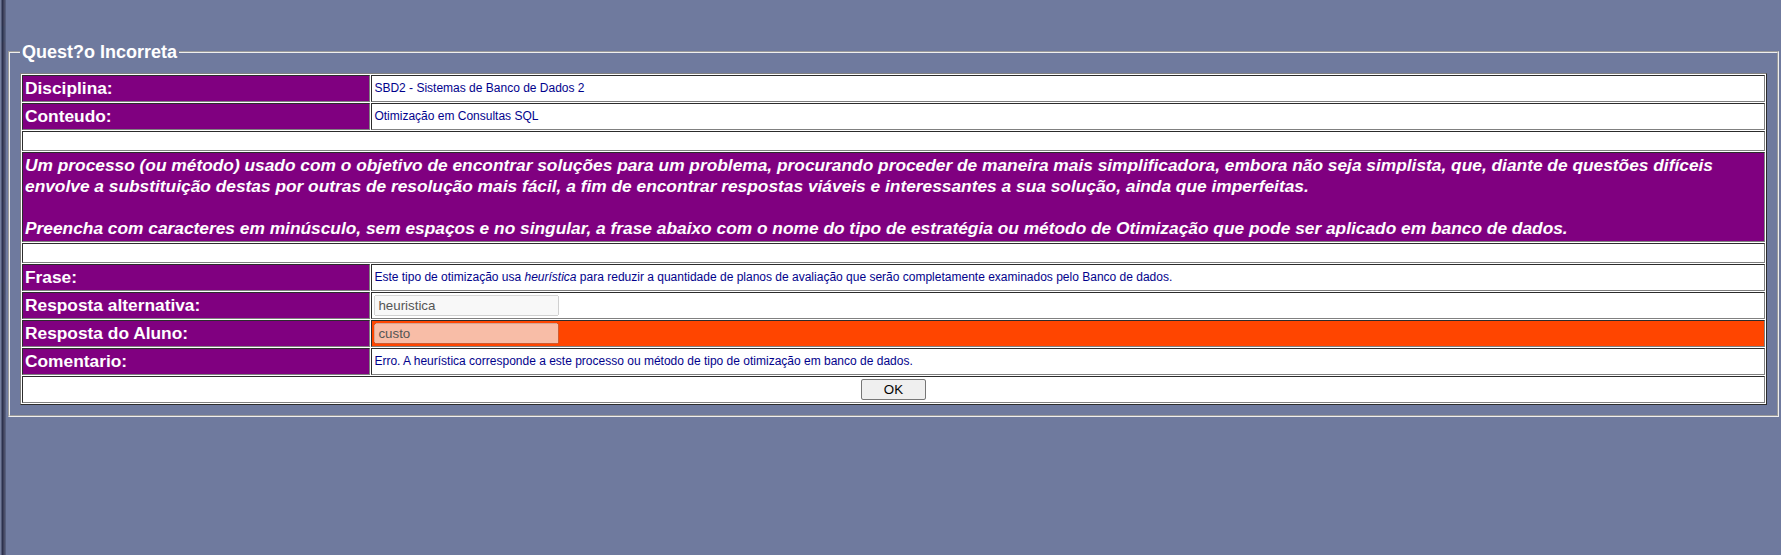 Quest?o Incorreta
Disciplina: SBD2 - Sistemas de Banco de Dados 2
Conteudo: Otimização em Consultas SQL
Um processo (ou método) usado com o objetivo de encontrar soluções para um problema, procurando proceder de maneira mais simplificadora, embora não seja simplista, que, diante de questões difíceis
envolve a substituição destas por outras de resolução mais fácil, a fim de encontrar respostas viáveis e interessantes a sua solução, ainda que imperfeitas.
Preencha com caracteres em minúsculo, sem espaços e no singular, a frase abaixo com o nome do tipo de estratégia ou método de Otimização que pode ser aplicado em banco de dados.
Frase: Este tipo de otimização usa heurística para reduzir a quantidade de planos de avaliação que serão completamente examinados pelo Banco de dados.
Resposta alternativa: heuristica
Resposta do Aluno: custo
Comentario: Erro. A heurística corresponde a este processo ou método de tipo de otimização em banco de dados.
OK